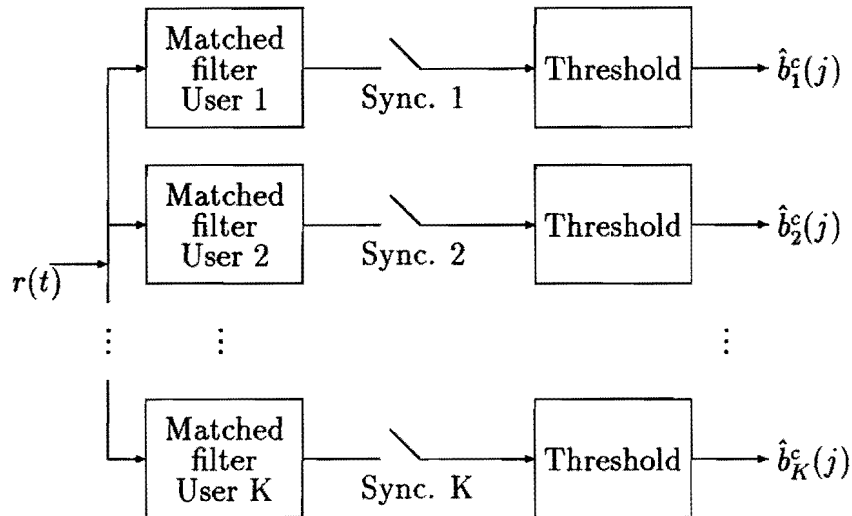 Matched
filter
User 1
Sync. 1
Threshold
b̂₁ᶜ(j)
Matched
filter
User 2
Sync. 2
Threshold
b̂₂ᶜ(j)
r(t)
⋮ ⋮ ⋮
Matched
filter
User K
Sync. K
Threshold
b̂_Kᶜ(j)